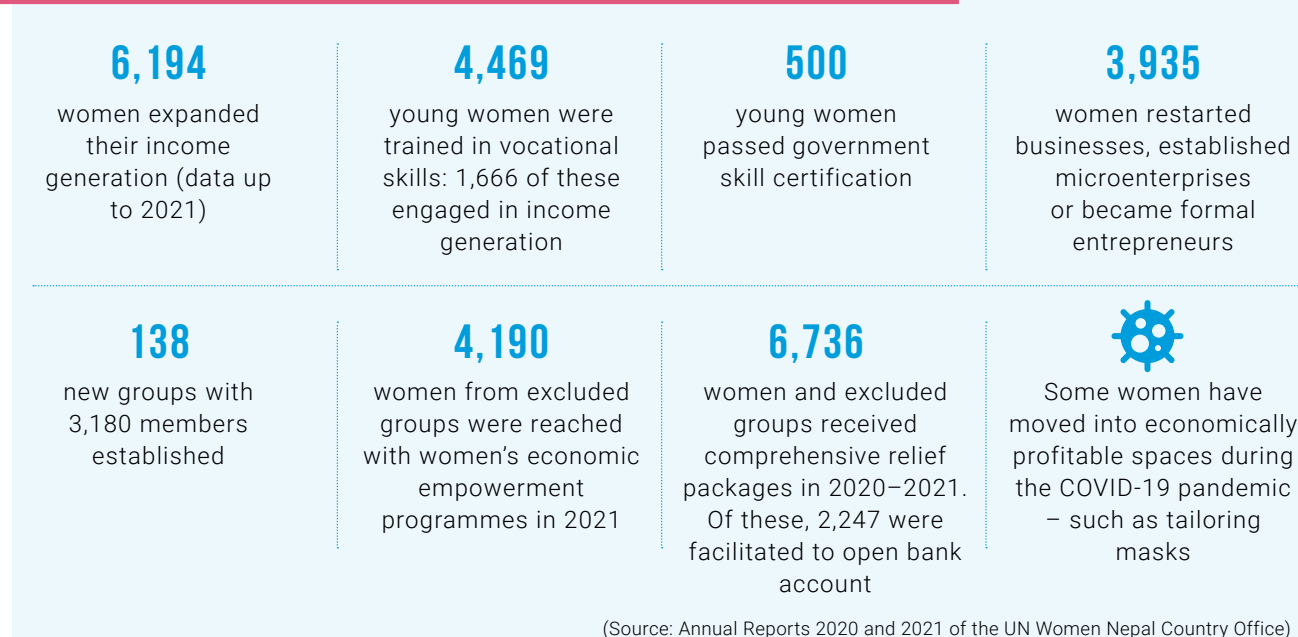 6,194
women expanded
their income
generation (data up
to 2021)
4,469
young women were
trained in vocational
skills: 1,666 of these
engaged in income
generation
500
young women
passed government
skill certification
3,935
women restarted
businesses, established
microenterprises
or became formal
entrepreneurs
138
new groups with
3,180 members
established
4,190
women from excluded
groups were reached
with women’s economic
empowerment
programmes in 2021
6,736
women and excluded
groups received
comprehensive relief
packages in 2020–2021.
Of these, 2,247 were
facilitated to open bank
account
Some women have
moved into economically
profitable spaces during
the COVID-19 pandemic
– such as tailoring
masks
(Source: Annual Reports 2020 and 2021 of the UN Women Nepal Country Office)